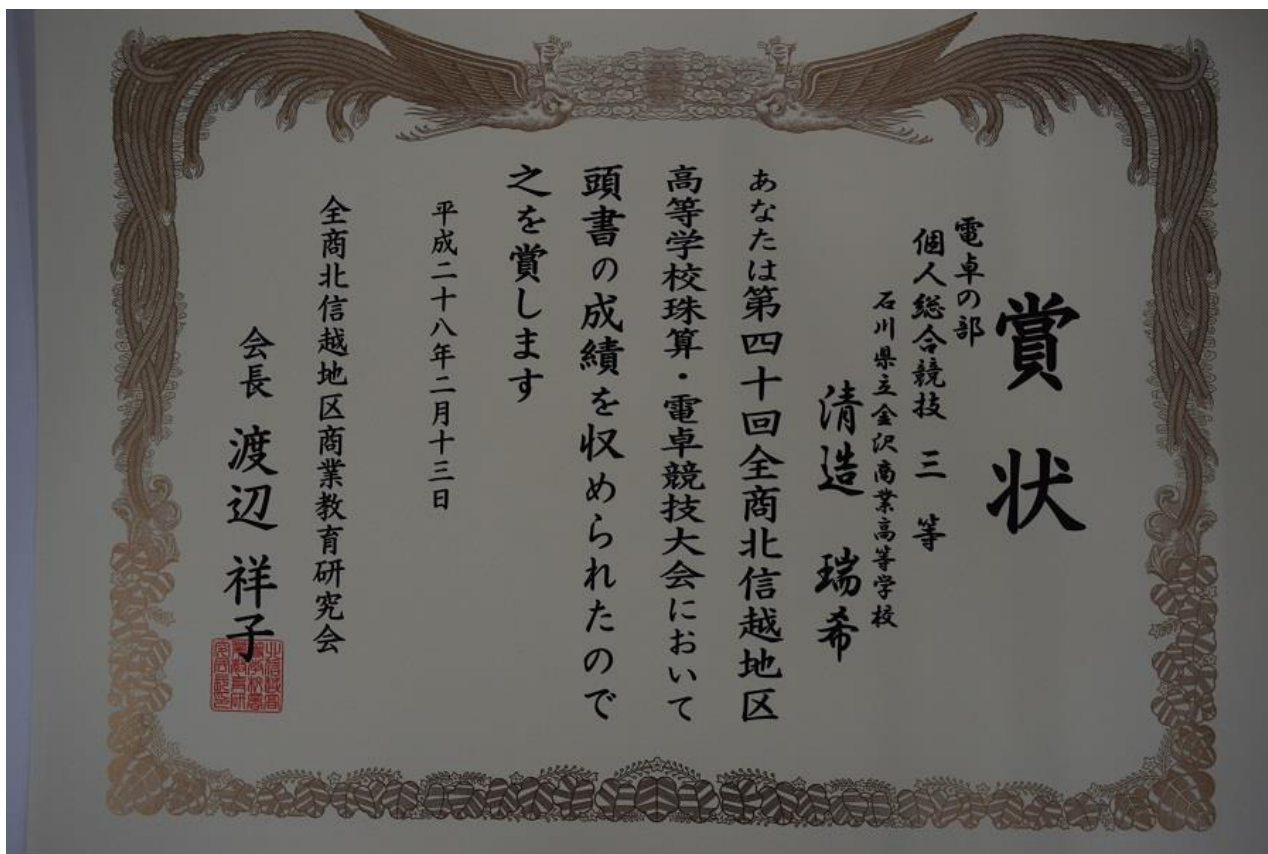 賞状
電卓の部
個人総合競技 三等
石川県立金沢商業高等学校
清造 瑞希
あなたは第四十回全商北信越地区
高等学校珠算・電卓競技大会において
頭書の成績を収められたので
之を賞します
平成二十八年二月十三日
全商北信越地区商業教育研究会
会長 渡辺 祥子